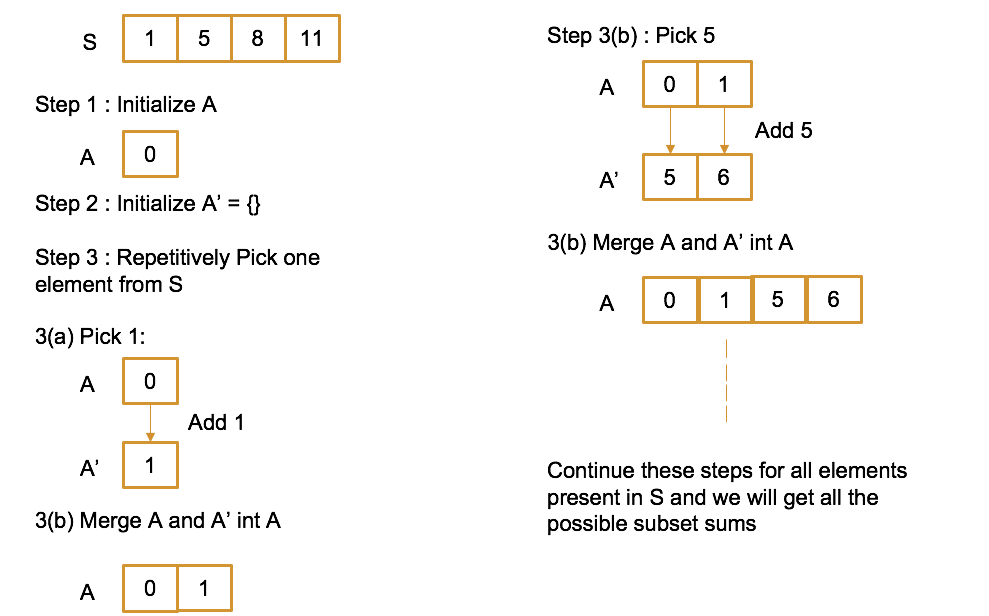 S 1 5 8 11
Step 1 : Initialize A
A 0
Step 2 : Initialize A’ = {}
Step 3 : Repetitively Pick one
element from S
3(a) Pick 1:
A 0
Add 1
A’ 1
3(b) Merge A and A’ int A
A 0 1
Step 3(b) : Pick 5
A 0 1
Add 5
A’ 5 6
3(b) Merge A and A’ int A
A 0 1 5 6
Continue these steps for all elements
present in S and we will get all the
possible subset sums